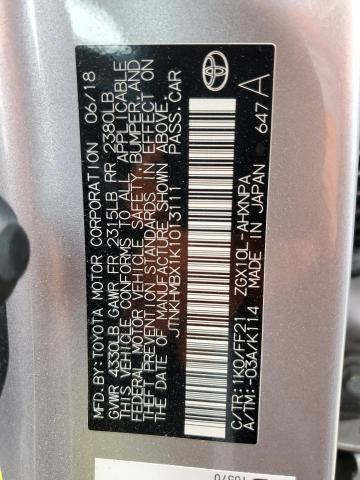 MFD. BY: TOYOTA MOTOR CORPORATION 06/18
GVWR 4330LB GAWR FR 2315LB RR 2380LB
THIS VEHICLE CONFORMS TO ALL APPLICABLE
FEDERAL MOTOR VEHICLE SAFETY, BUMPER, AND
THEFT PREVENTION STANDARDS IN EFFECT ON
THE DATE OF MANUFACTURE SHOWN ABOVE.
JTNKHMBX1K1013111 PASS. CAR
C/TR: 1K0/FF21 ZGX10L-AHXNPA
A/TM: -03A/K114 MADE IN JAPAN
647 A
TOYOTA
10370